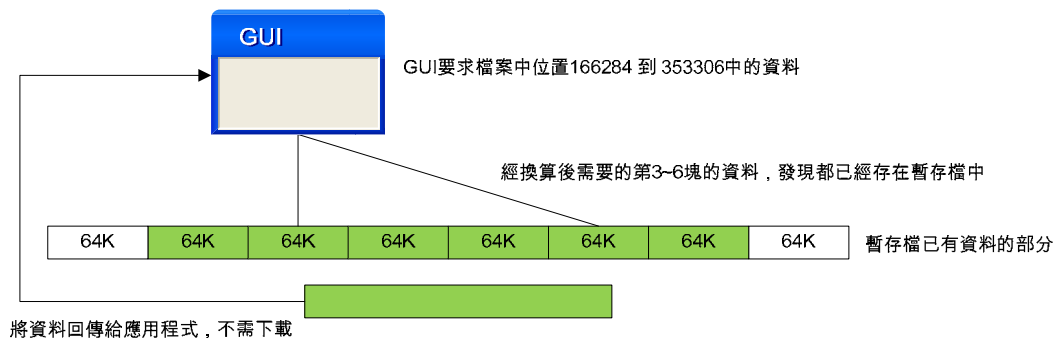 GUI
GUI要求檔案中位置166284 到 353306中的資料
經換算後需要的第3~6塊的資料，發現都已經存在暫存檔中
64K 64K 64K 64K 64K 64K 64K 64K 暫存檔已有資料的部分
將資料回傳給應用程式，不需下載